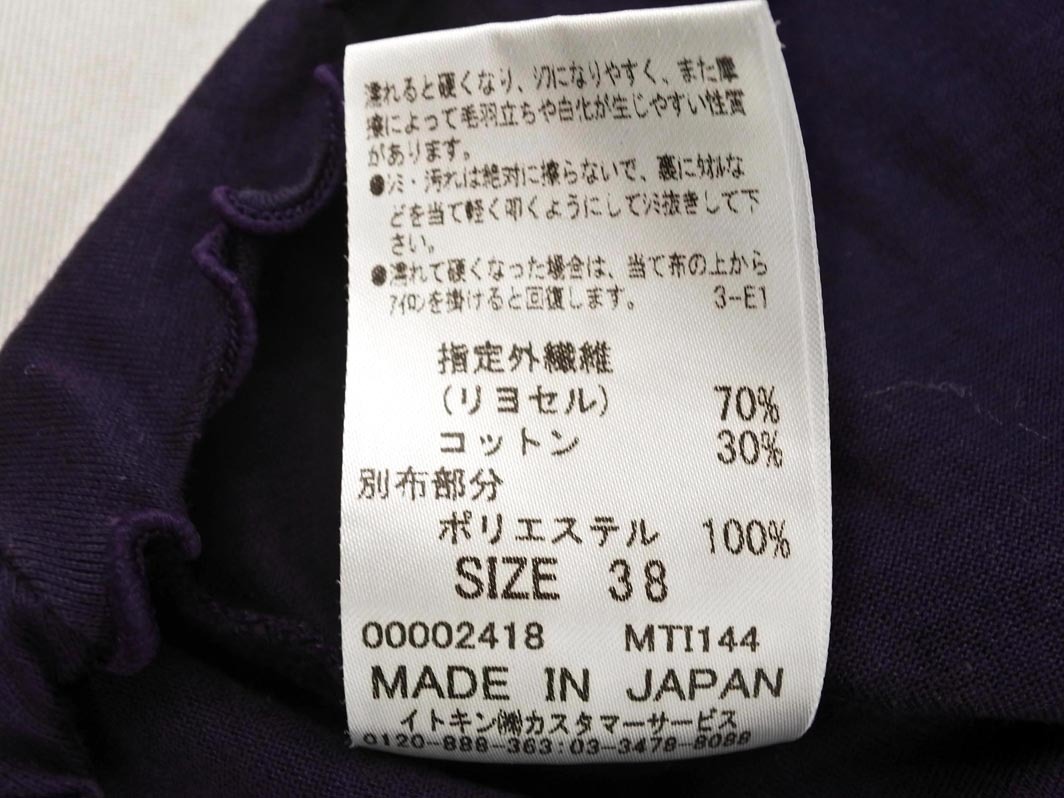 濡れると硬くなり、ｼﾜになりやすく、また摩
擦によって毛羽立ちや白化が生じやすい性質
があります。
●ｼﾐ・汚れは絶対に擦らないで、裏にﾀｵﾙな
どを当て軽く叩くようにしてｼﾐ抜きして下
さい。
●濡れて硬くなった場合は、当て布の上から
ｱｲﾛﾝを掛けると回復します。 3-E1
指定外繊維
(リヨセル) 70%
コットン 30%
別布部分
ポリエステル 100%
SIZE 38
00002418 MTI144
MADE IN JAPAN
イトキン㈱カスタマーサービス
0120-888-363:03-3478-8088